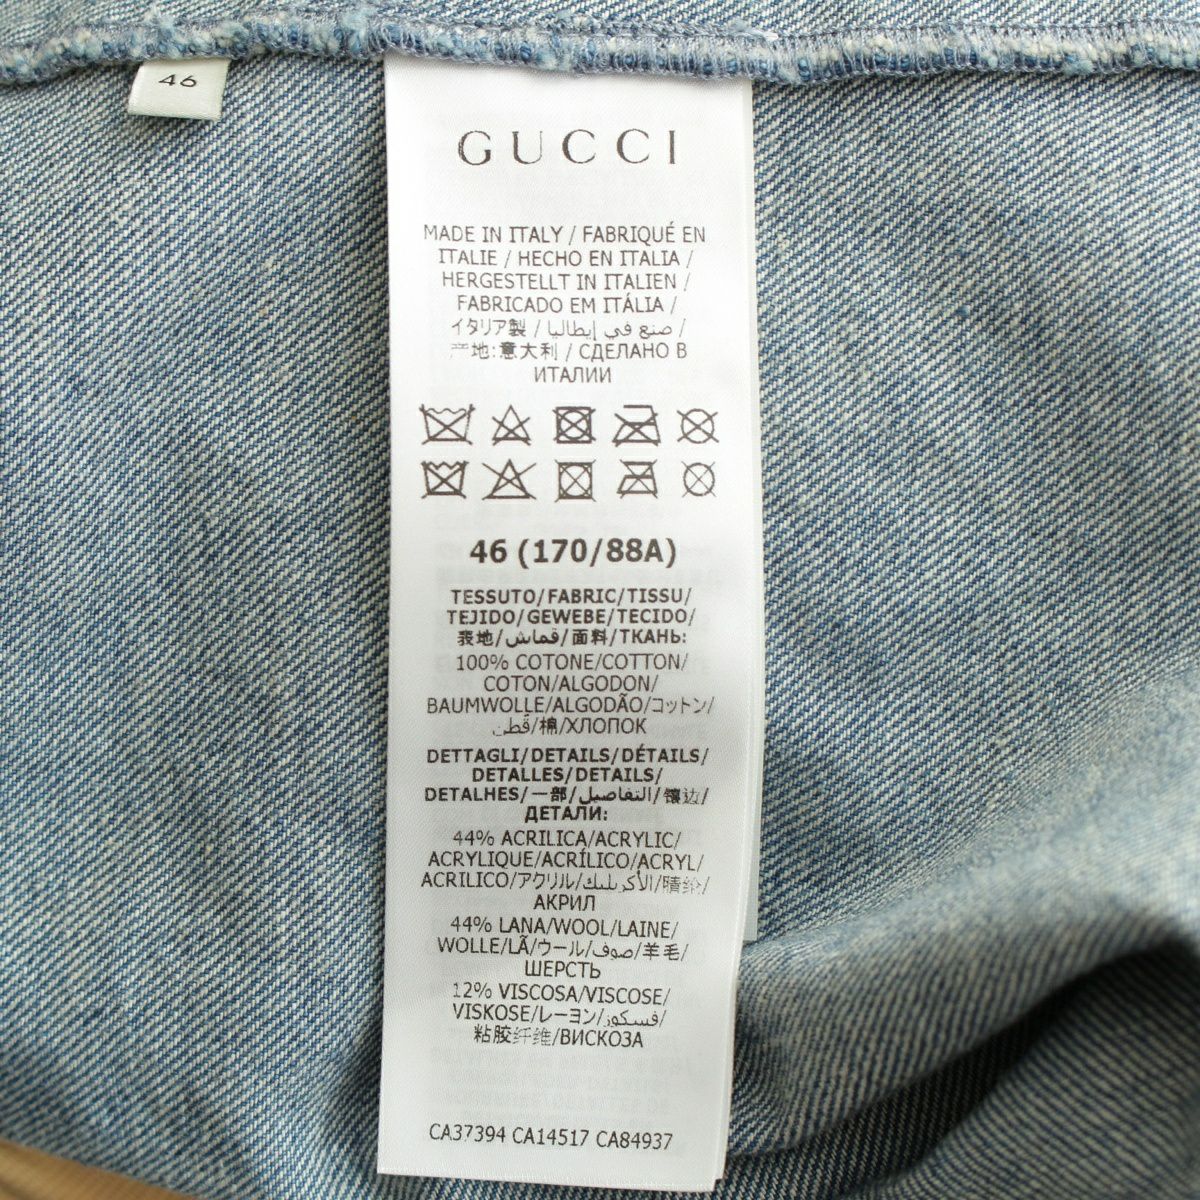 46
GUCCI
MADE IN ITALY / FABRIQUÉ EN
ITALIE / HECHO EN ITALIA /
HERGESTELLT IN ITALIEN /
FABRICADO EM ITÁLIA /
イタリア製 / صنع في إيطاليا /
产地:意大利 / СДЕЛАНО В
ИТАЛИИ
46 (170/88A)
TESSUTO/FABRIC/TISSU/
TEJIDO/GEWEBE/TECIDO/
表地/قماش/面料/ТКАНЬ:
100% COTONE/COTTON/
COTON/ALGODON/
BAUMWOLLE/ALGODÃO/コットン/
قطن/棉/ХЛОПОК
DETTAGLI/DETAILS/DÉTAILS/
DETALLES/DETAILS/
DETALHES/一部/التفاصيل/镶边/
ДЕТАЛИ:
44% ACRILICA/ACRYLIC/
ACRYLIQUE/ACRÍLICO/ACRYL/
ACRILICO/アクリル/الأكريليك/腈纶/
АКРИЛ
44% LANA/WOOL/LAINE/
WOLLE/LÃ/ウール/صوف/羊毛/
ШЕРСТЬ
12% VISCOSA/VISCOSE/
VISKOSE/レーヨン/فسكوز/
粘胶纤维/ВИСКОЗА
CA37394 CA14517 CA84937